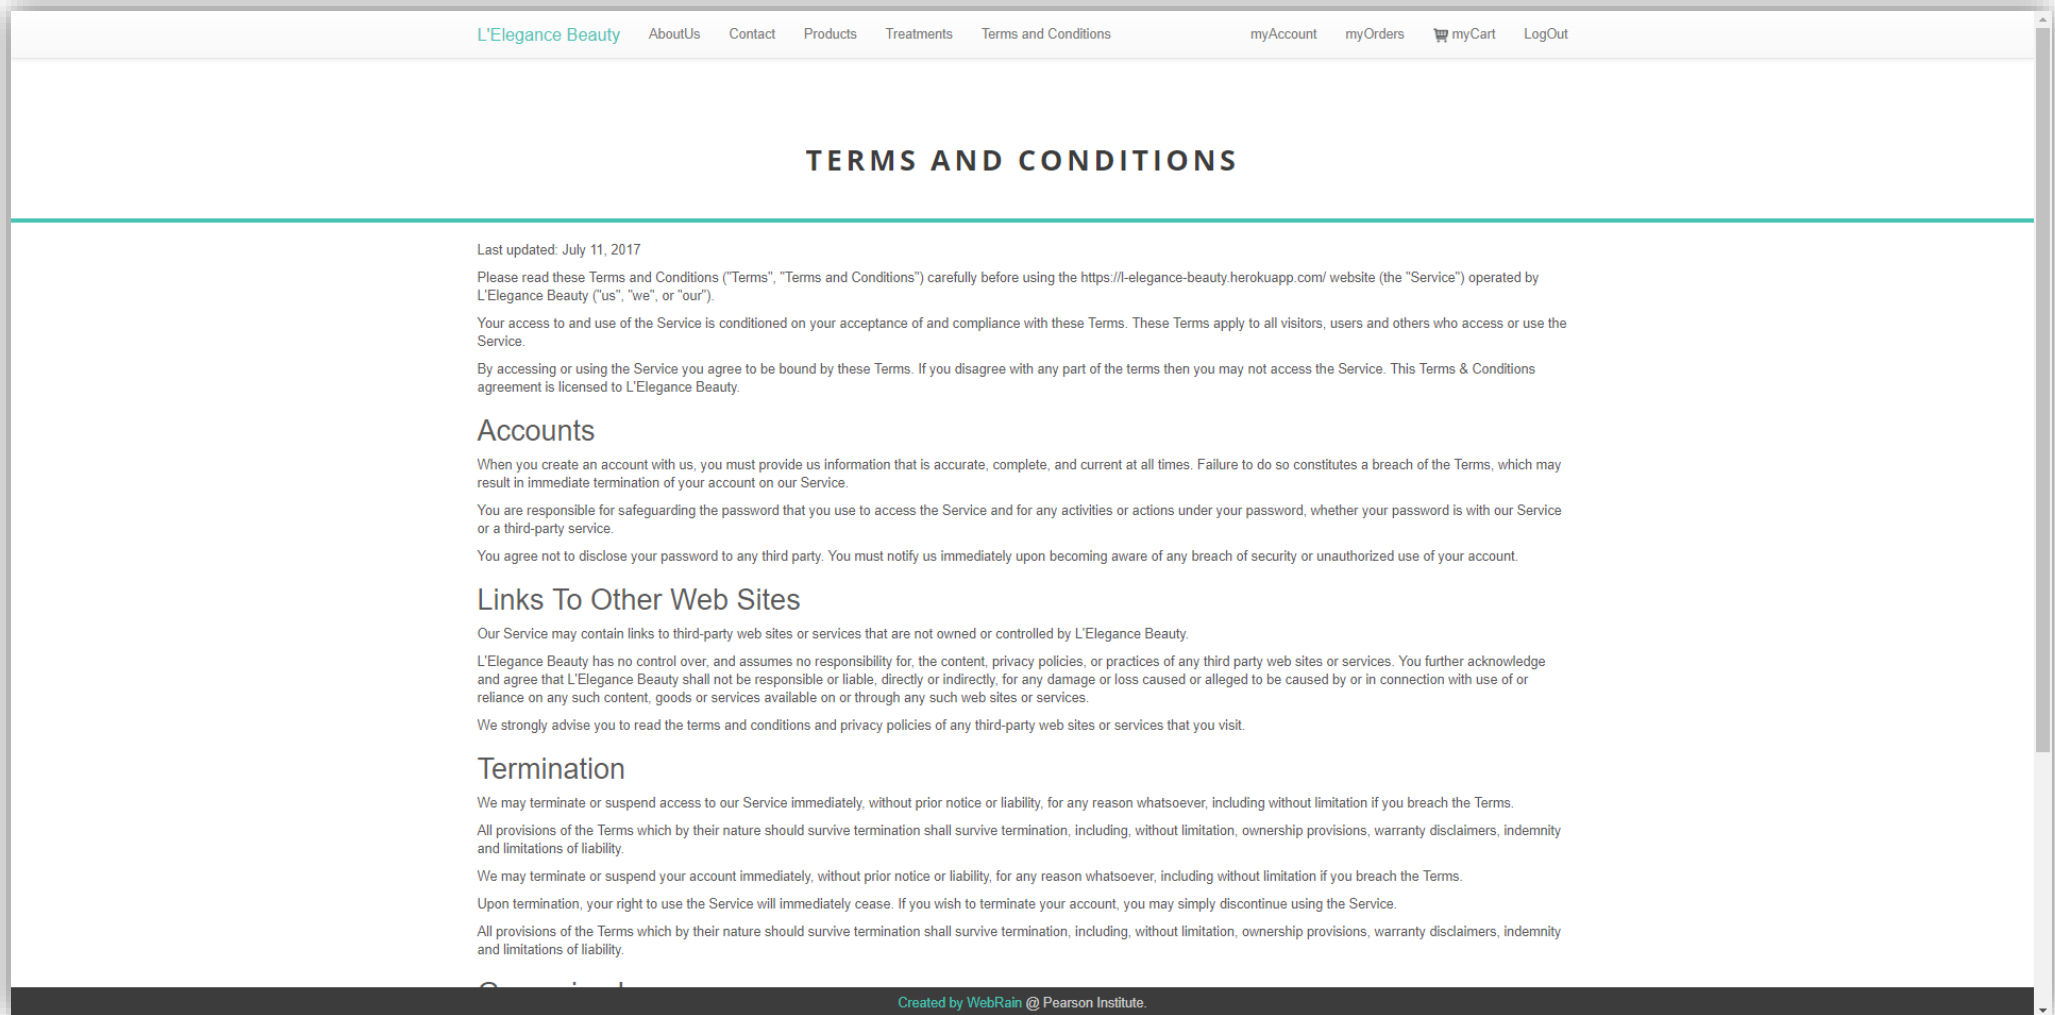 L'Elegance Beauty AboutUs Contact Products Treatments Terms and Conditions myAccount myOrders myCart LogOut
TERMS AND CONDITIONS
Last updated: July 11, 2017
Please read these Terms and Conditions ("Terms", "Terms and Conditions") carefully before using the https://l-elegance-beauty.herokuapp.com/ website (the "Service") operated by
L'Elegance Beauty ("us", "we", or "our").
Your access to and use of the Service is conditioned on your acceptance of and compliance with these Terms. These Terms apply to all visitors, users and others who access or use the
Service.
By accessing or using the Service you agree to be bound by these Terms. If you disagree with any part of the terms then you may not access the Service. This Terms & Conditions
agreement is licensed to L'Elegance Beauty.
Accounts
When you create an account with us, you must provide us information that is accurate, complete, and current at all times. Failure to do so constitutes a breach of the Terms, which may
result in immediate termination of your account on our Service.
You are responsible for safeguarding the password that you use to access the Service and for any activities or actions under your password, whether your password is with our Service
or a third-party service.
You agree not to disclose your password to any third party. You must notify us immediately upon becoming aware of any breach of security or unauthorized use of your account.
Links To Other Web Sites
Our Service may contain links to third-party web sites or services that are not owned or controlled by L'Elegance Beauty.
L'Elegance Beauty has no control over, and assumes no responsibility for, the content, privacy policies, or practices of any third party web sites or services. You further acknowledge
and agree that L'Elegance Beauty shall not be responsible or liable, directly or indirectly, for any damage or loss caused or alleged to be caused by or in connection with use of or
reliance on any such content, goods or services available on or through any such web sites or services.
We strongly advise you to read the terms and conditions and privacy policies of any third-party web sites or services that you visit.
Termination
We may terminate or suspend access to our Service immediately, without prior notice or liability, for any reason whatsoever, including without limitation if you breach the Terms.
All provisions of the Terms which by their nature should survive termination shall survive termination, including, without limitation, ownership provisions, warranty disclaimers, indemnity
and limitations of liability.
We may terminate or suspend your account immediately, without prior notice or liability, for any reason whatsoever, including without limitation if you breach the Terms.
Upon termination, your right to use the Service will immediately cease. If you wish to terminate your account, you may simply discontinue using the Service.
All provisions of the Terms which by their nature should survive termination shall survive termination, including, without limitation, ownership provisions, warranty disclaimers, indemnity
and limitations of liability.
Created by WebRain @ Pearson Institute.